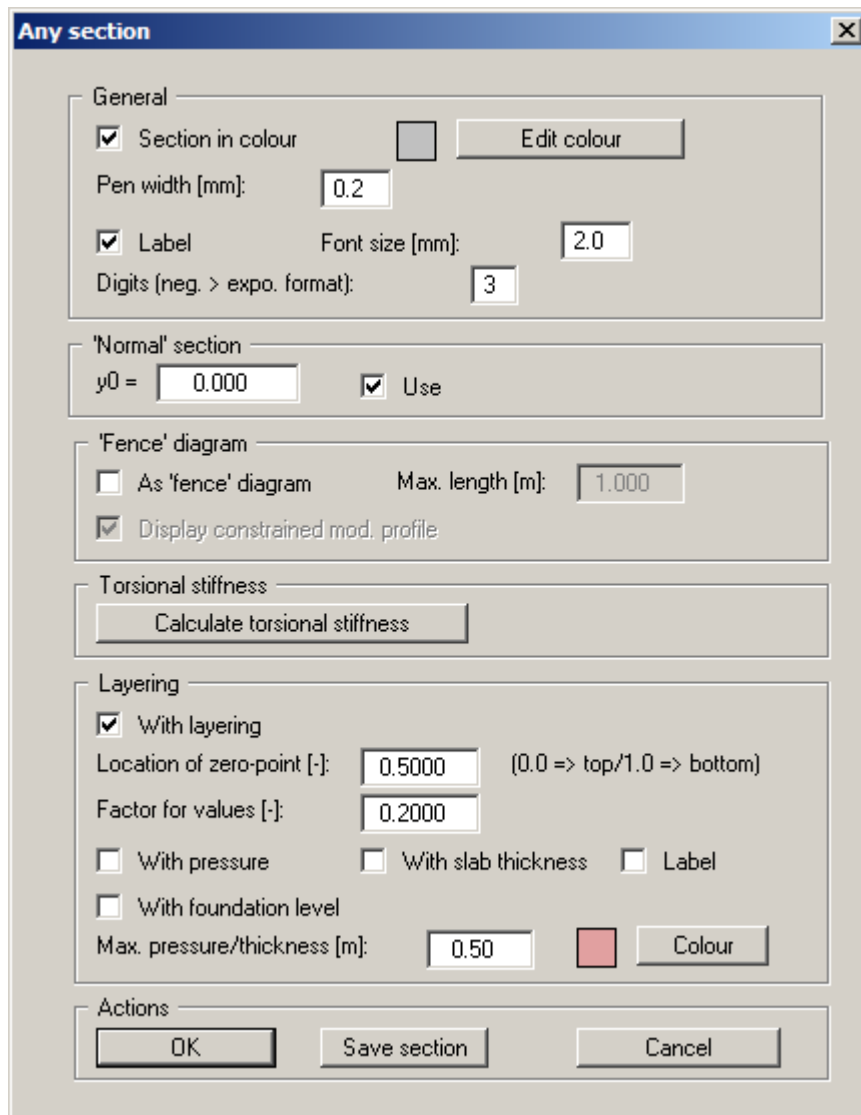 Any section
General
Section in colour Edit colour
Pen width [mm]: 0.2
Label Font size [mm]: 2.0
Digits (neg. > expo. format): 3
'Normal' section
y0 = 0.000 Use
'Fence' diagram
As 'fence' diagram Max. length [m]: 1.000
Display constrained mod. profile
Torsional stiffness
Calculate torsional stiffness
Layering
With layering
Location of zero-point [-]: 0.5000 (0.0 => top/1.0 => bottom)
Factor for values [-]: 0.2000
With pressure With slab thickness Label
With foundation level
Max. pressure/thickness [m]: 0.50 Colour
Actions
OK Save section Cancel